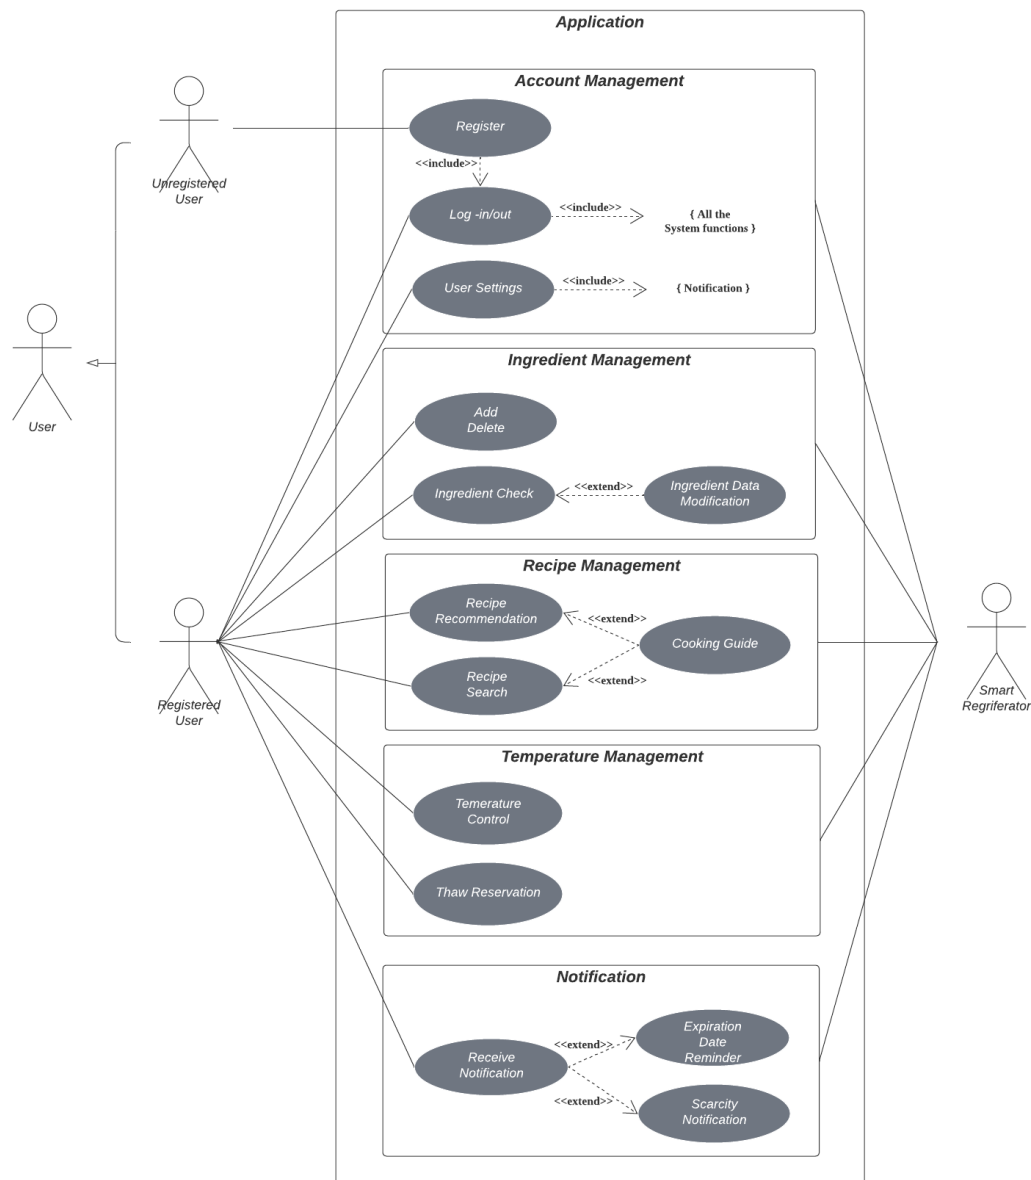 Application
Account Management
Register
<<include>>
Unregistered
User
Log -in/out
<<include>>
{ All the
System functions }
User Settings
<<include>>
{ Notification }
User
Ingredient Management
Add
Delete
Ingredient Check
<<extend>>
Ingredient Data
Modification
Recipe Management
Recipe
Recommendation
<<extend>>
Cooking Guide
Recipe
Search
<<extend>>
Registered
User
Smart
Regriferator
Temperature Management
Temerature
Control
Thaw Reservation
Notification
Receive
Notification
<<extend>>
Expiration
Date
Reminder
<<extend>>
Scarcity
Notification